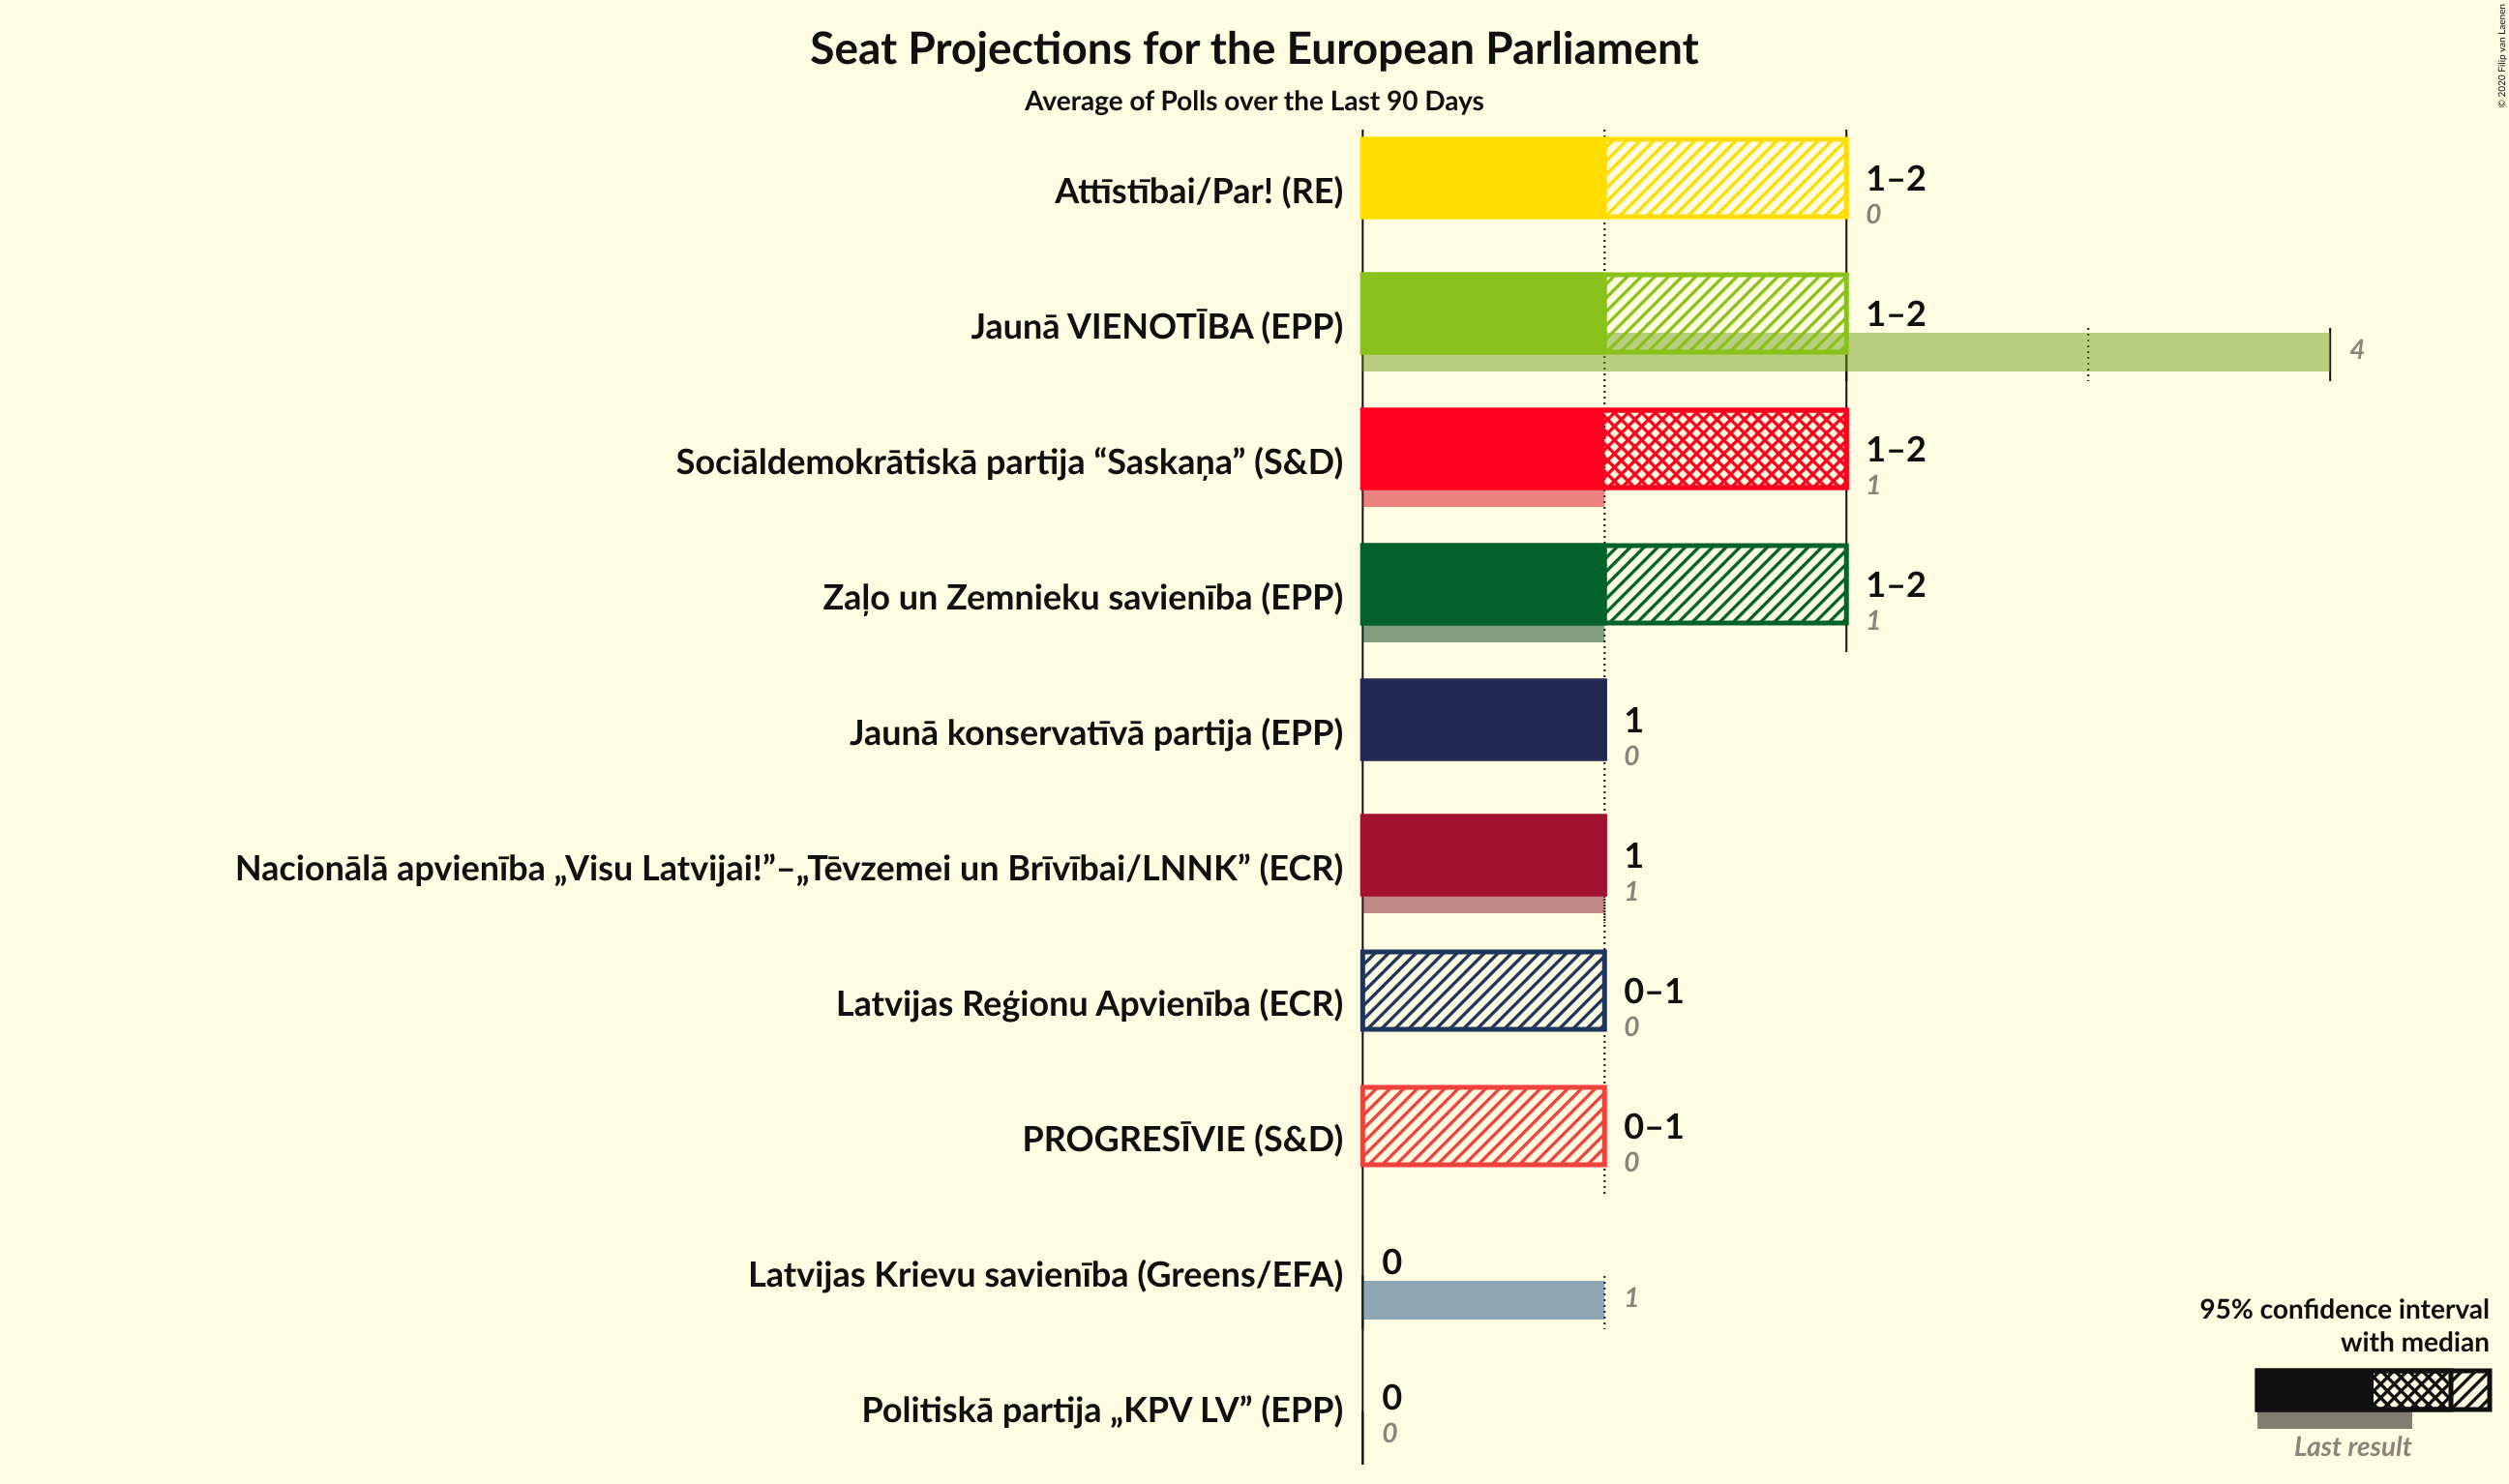 Seat Projections for the European Parliament
Average of Polls over the Last 90 Days
© 2020 Filip van Laenen
Attīstībai/Par! (RE)
1–2
0
Jaunā VIENOTĪBA (EPP)
1–2
4
Sociāldemokrātiskā partija “Saskaņa” (S&D)
1–2
1
Zaļo un Zemnieku savienība (EPP)
1–2
1
Jaunā konservatīvā partija (EPP)
1
0
Nacionālā apvienība „Visu Latvijai!”–„Tēvzemei un Brīvībai/LNNK” (ECR)
1
1
Latvijas Reģionu Apvienība (ECR)
0–1
0
PROGRESĪVIE (S&D)
0–1
0
Latvijas Krievu savienība (Greens/EFA)
0
1
Politiskā partija „KPV LV” (EPP)
0
0
95% confidence interval
with median
Last result